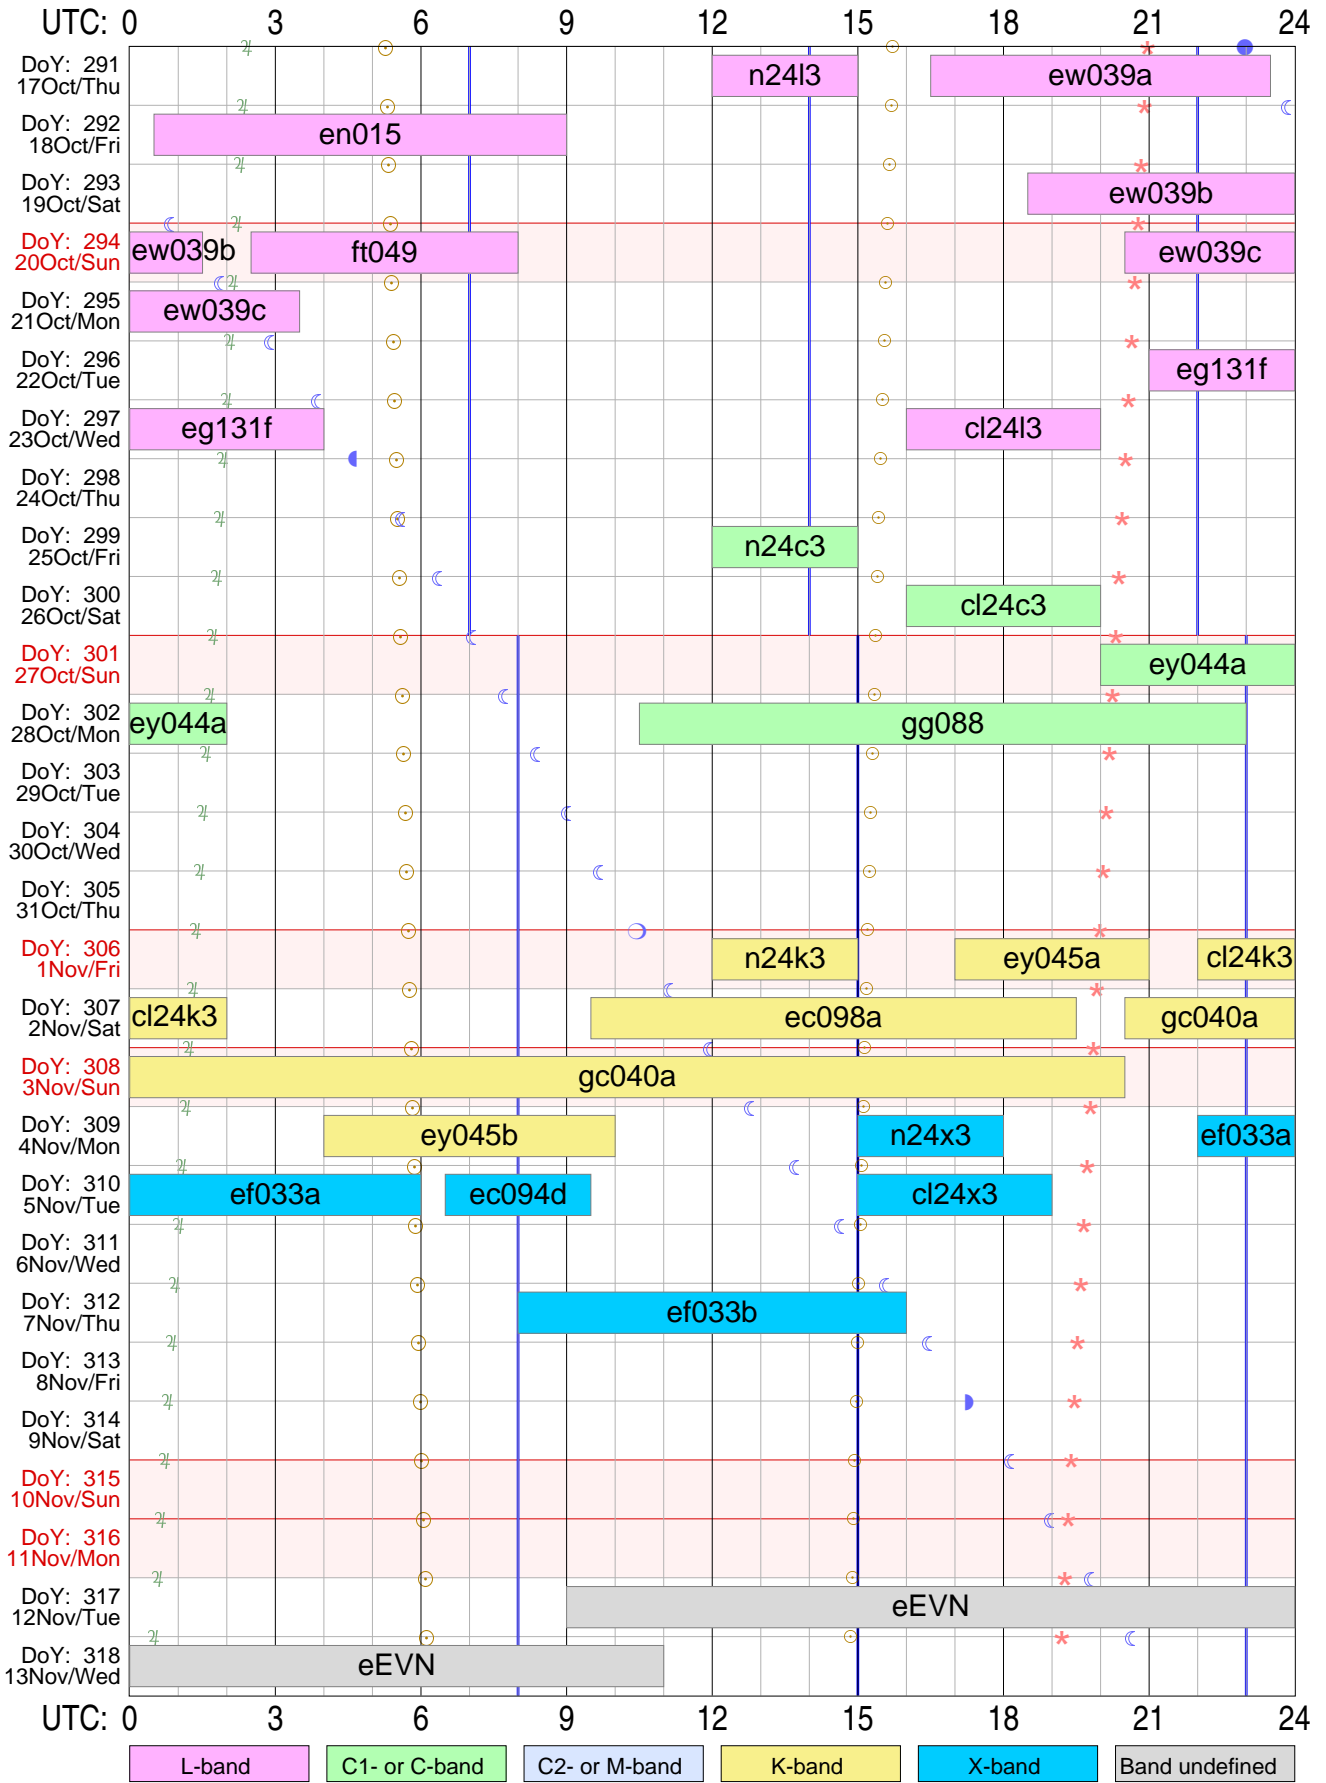 UTC: 0 3 6 9 12 15 18 21 24
DoY: 291
17Oct/Thu
n24l3 ew039a
DoY: 292
18Oct/Fri
en015
DoY: 293
19Oct/Sat
ew039b
DoY: 294
20Oct/Sun
ew039b ft049 ew039c
DoY: 295
21Oct/Mon
ew039c
DoY: 296
22Oct/Tue
eg131f
DoY: 297
23Oct/Wed
eg131f cl24l3
DoY: 298
24Oct/Thu
DoY: 299
25Oct/Fri
n24c3
DoY: 300
26Oct/Sat
cl24c3
DoY: 301
27Oct/Sun
ey044a
DoY: 302
28Oct/Mon
ey044a gg088
DoY: 303
29Oct/Tue
DoY: 304
30Oct/Wed
DoY: 305
31Oct/Thu
DoY: 306
1Nov/Fri
n24k3 ey045a cl24k3
DoY: 307
2Nov/Sat
cl24k3 ec098a gc040a
DoY: 308
3Nov/Sun
gc040a
DoY: 309
4Nov/Mon
ey045b n24x3 ef033a
DoY: 310
5Nov/Tue
ef033a ec094d cl24x3
DoY: 311
6Nov/Wed
DoY: 312
7Nov/Thu
ef033b
DoY: 313
8Nov/Fri
DoY: 314
9Nov/Sat
DoY: 315
10Nov/Sun
DoY: 316
11Nov/Mon
DoY: 317
12Nov/Tue
eEVN
DoY: 318
13Nov/Wed
eEVN
UTC: 0 3 6 9 12 15 18 21 24
L-band C1- or C-band C2- or M-band K-band X-band Band undefined